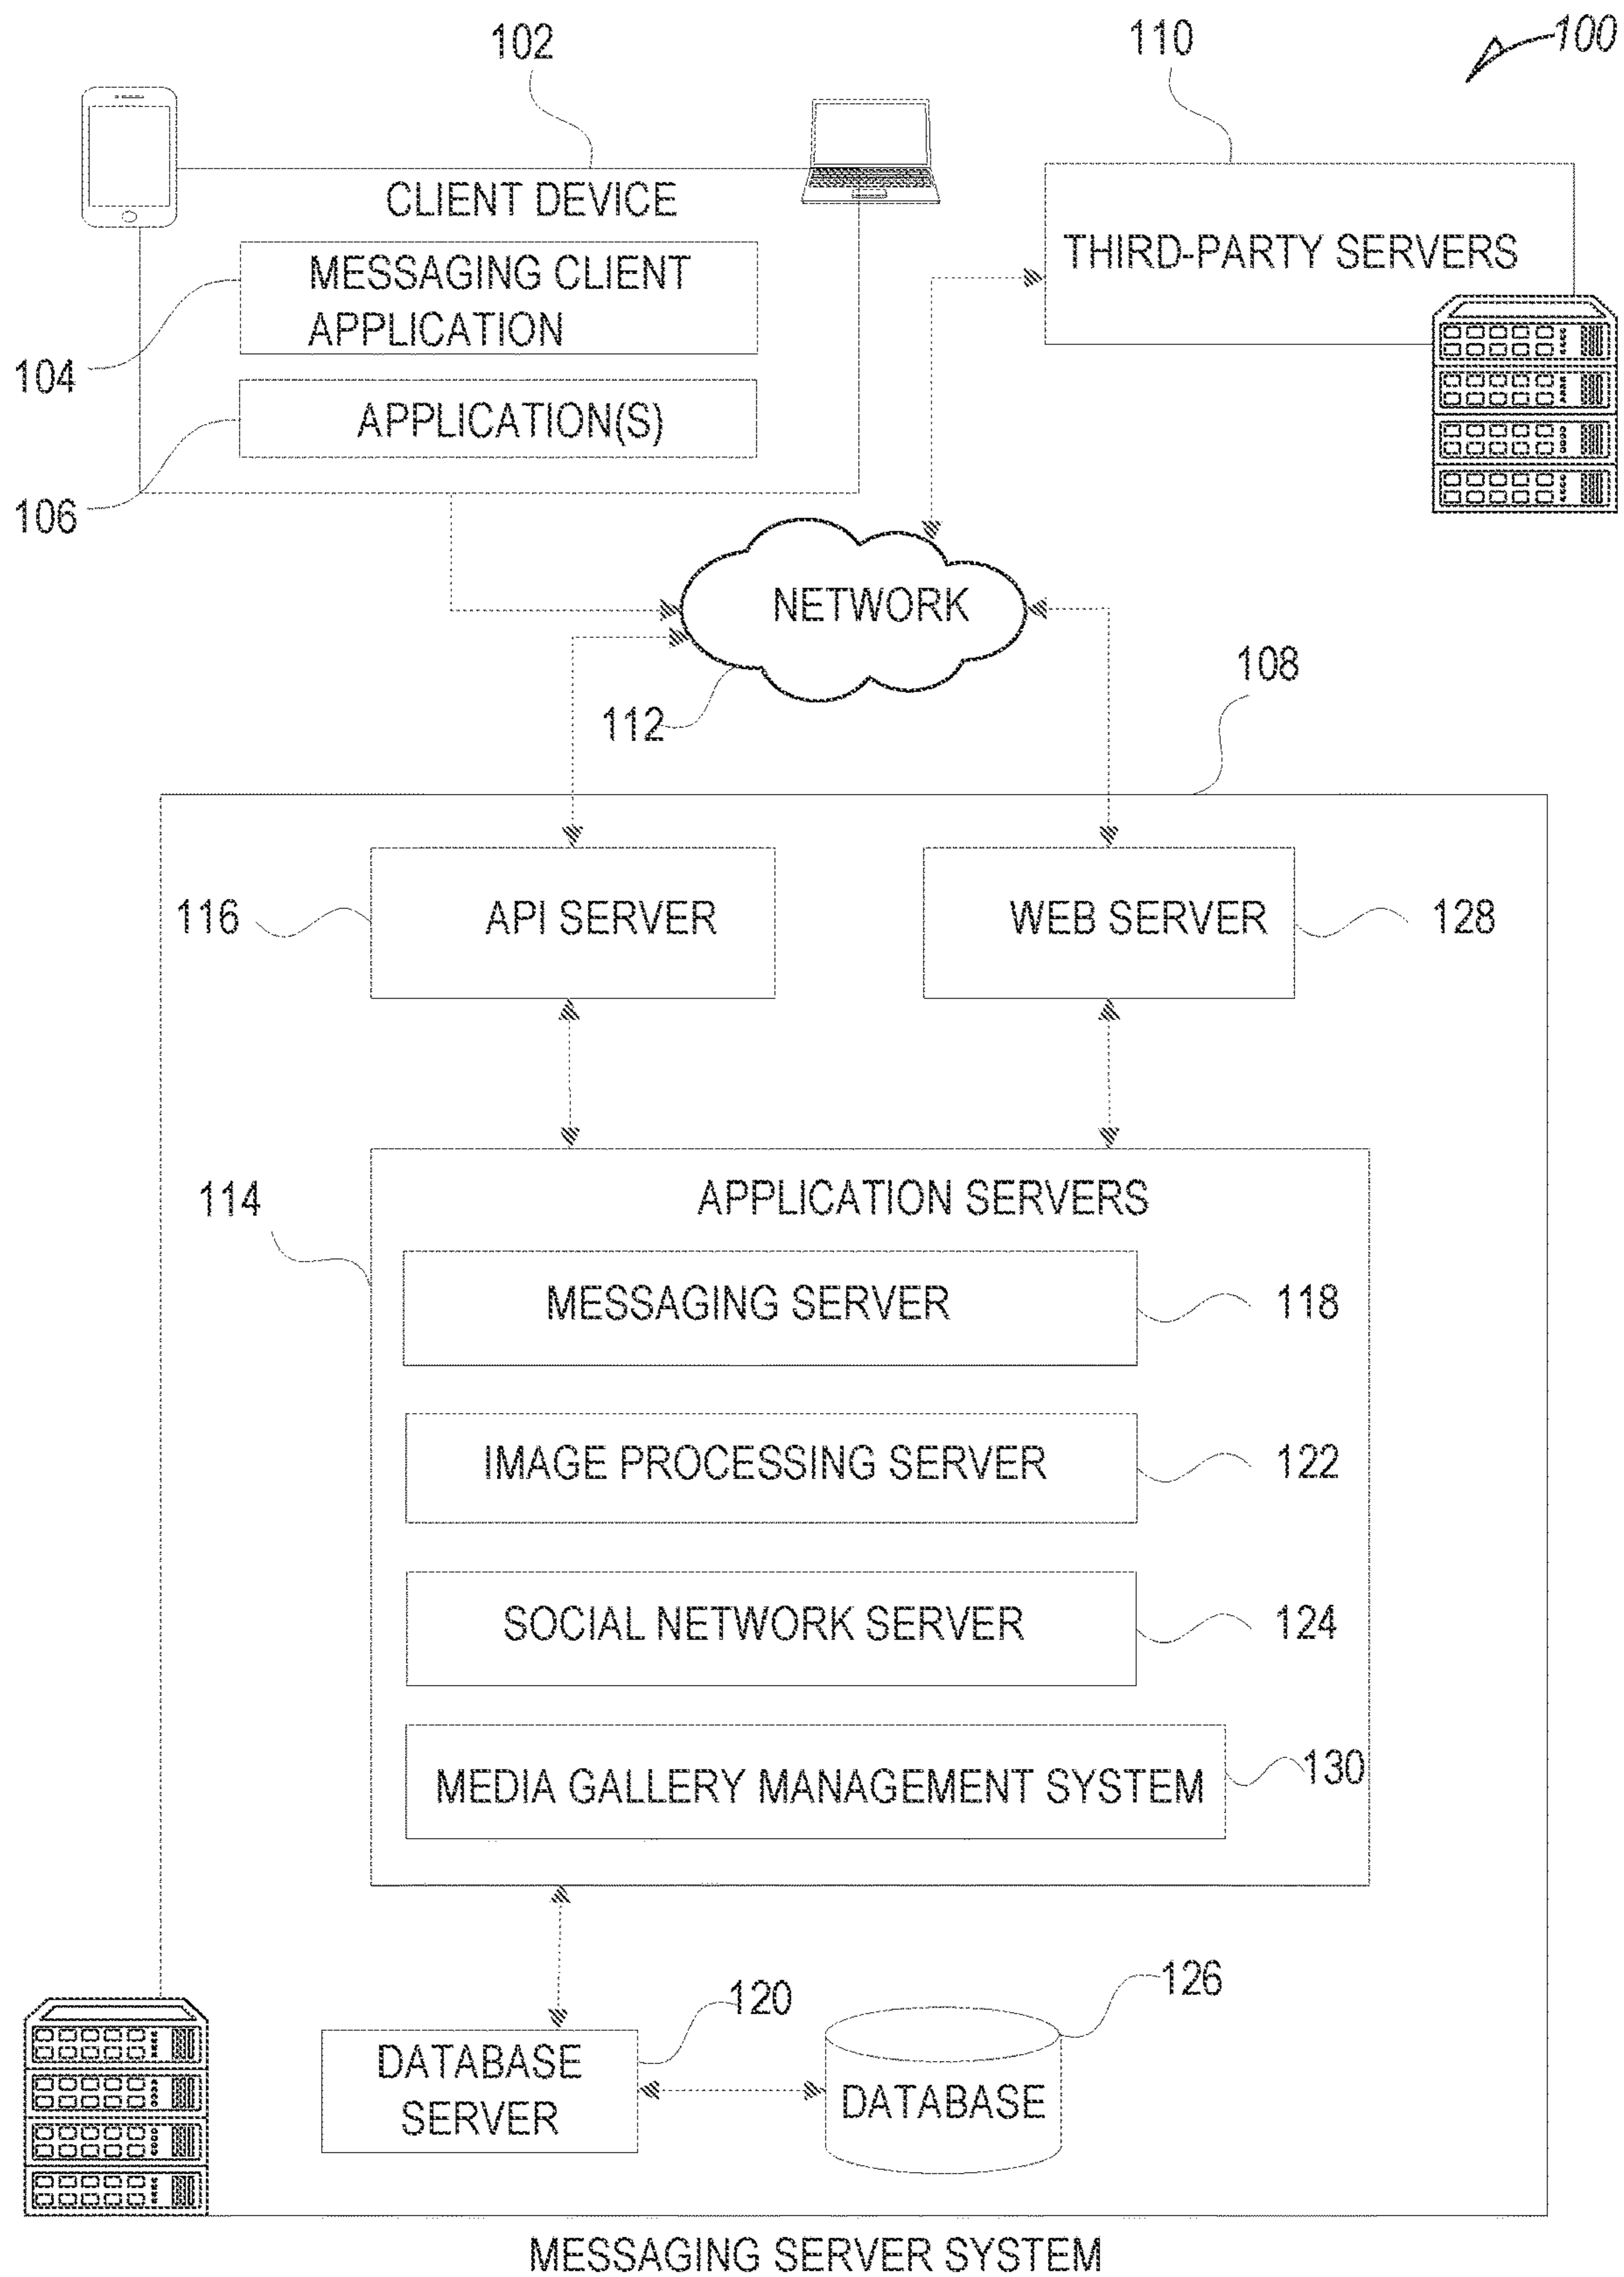 100
102
110
CLIENT DEVICE
MESSAGING CLIENT
APPLICATION
104
APPLICATION(S)
106
THIRD-PARTY SERVERS
NETWORK
112
108
116
API SERVER
WEB SERVER
128
114
APPLICATION SERVERS
MESSAGING SERVER
118
IMAGE PROCESSING SERVER
122
SOCIAL NETWORK SERVER
124
MEDIA GALLERY MANAGEMENT SYSTEM
130
120
126
DATABASE
SERVER
DATABASE
MESSAGING SERVER SYSTEM